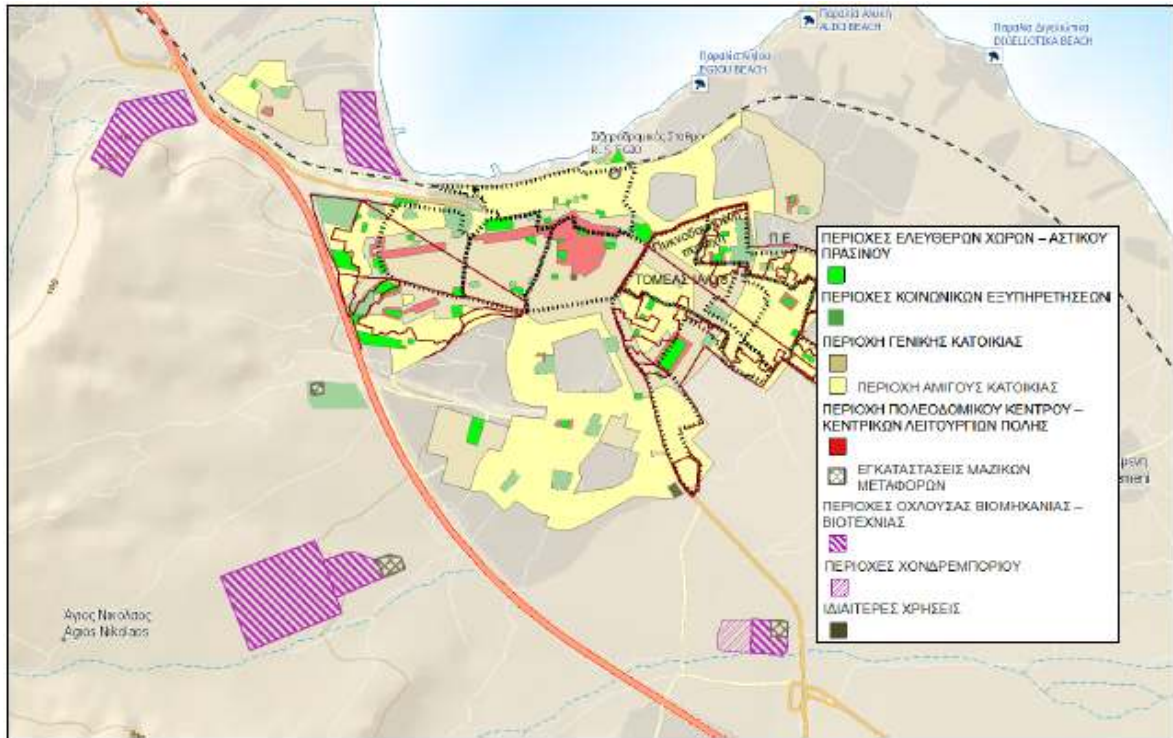 Παραλία Αλυκή
ALIKI BEACH
Παραλία Διγελιώτικα
DIGELIOTIKA BEACH
Παραλία Αιγίου
EGIOU BEACH
Σιδηροδρομικός Σταθμός
R. S. EGIO
Πυκνοδομημένη
Π.Ε.
ΤΟΜΕΑΣ
ΠΕΡΙΟΧΕΣ ΕΛΕΥΘΕΡΩΝ ΧΩΡΩΝ – ΑΣΤΙΚΟΥ
ΠΡΑΣΙΝΟΥ
ΠΕΡΙΟΧΕΣ ΚΟΙΝΩΝΙΚΩΝ ΕΞΥΠΗΡΕΤΗΣΕΩΝ
ΠΕΡΙΟΧΗ ΓΕΝΙΚΗΣ ΚΑΤΟΙΚΙΑΣ
ΠΕΡΙΟΧΗ ΑΜΙΓΟΥΣ ΚΑΤΟΙΚΙΑΣ
ΠΕΡΙΟΧΗ ΠΟΛΕΟΔΟΜΙΚΟΥ ΚΕΝΤΡΟΥ –
ΚΕΝΤΡΙΚΩΝ ΛΕΙΤΟΥΡΓΙΩΝ ΠΟΛΗΣ
ΕΓΚΑΤΑΣΤΑΣΕΙΣ ΜΑΖΙΚΩΝ
ΜΕΤΑΦΟΡΩΝ
ΠΕΡΙΟΧΕΣ ΟΧΛΟΥΣΑΣ ΒΙΟΜΗΧΑΝΙΑΣ –
ΒΙΟΤΕΧΝΙΑΣ
ΠΕΡΙΟΧΕΣ ΧΟΝΔΡΕΜΠΟΡΙΟΥ
ΙΔΙΑΙΤΕΡΕΣ ΧΡΗΣΕΙΣ
Άγιος Νικόλαος
Agios Nikolaos